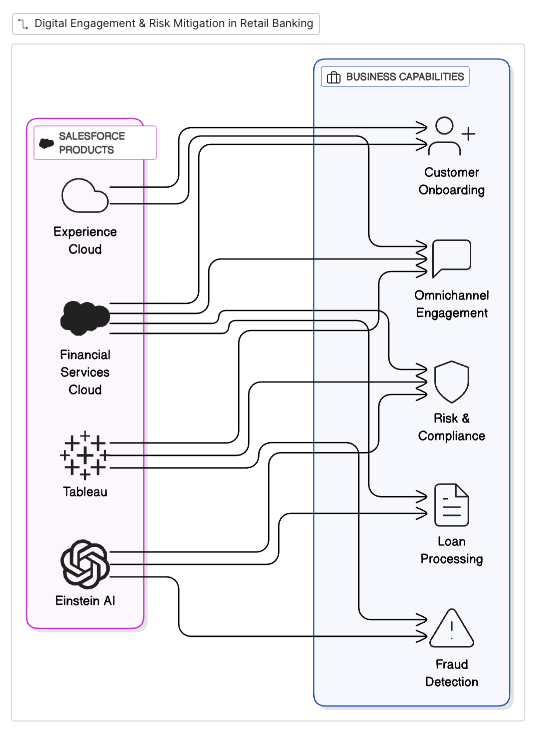 Digital Engagement & Risk Mitigation in Retail Banking
SALESFORCE
PRODUCTS
Experience
Cloud
Financial
Services
Cloud
Tableau
Einstein AI
BUSINESS CAPABILITIES
Customer
Onboarding
Omnichannel
Engagement
Risk &
Compliance
Loan
Processing
Fraud
Detection